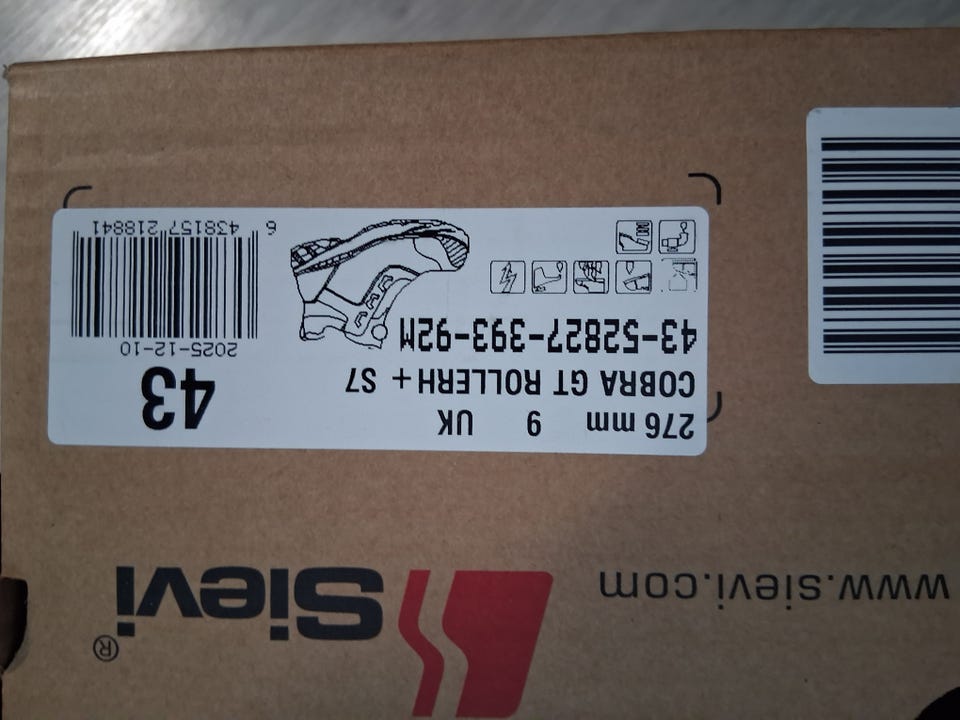 www.sievi.com
Sievi®
276 mm 9 UK
43
COBRA GT ROLLERH+ S7
43-52827-393-92M
2025-12-10
6 438157 218841